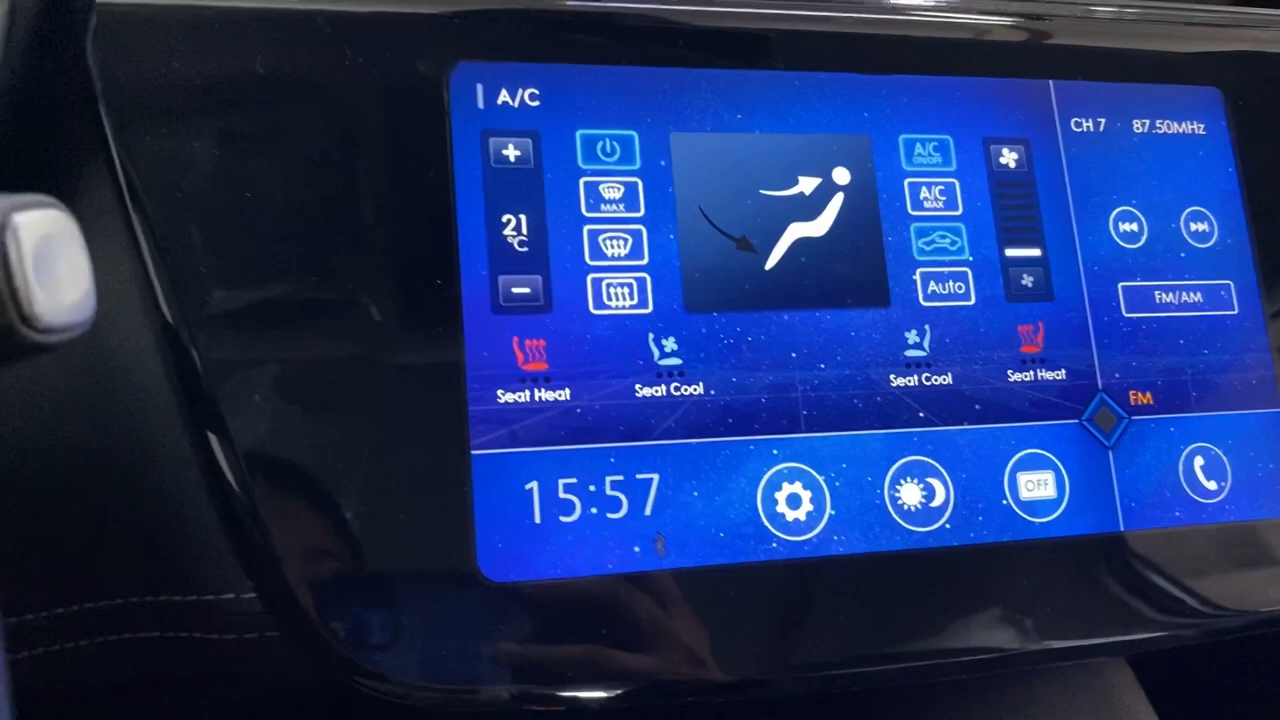 A/C
CH 7 87.50MHz
+
21
°C
−
MAX
A/C
ON/OFF
A/C
MAX
Auto
FM/AM
Seat Heat
Seat Cool
Seat Cool
Seat Heat
FM
15:57
OFF